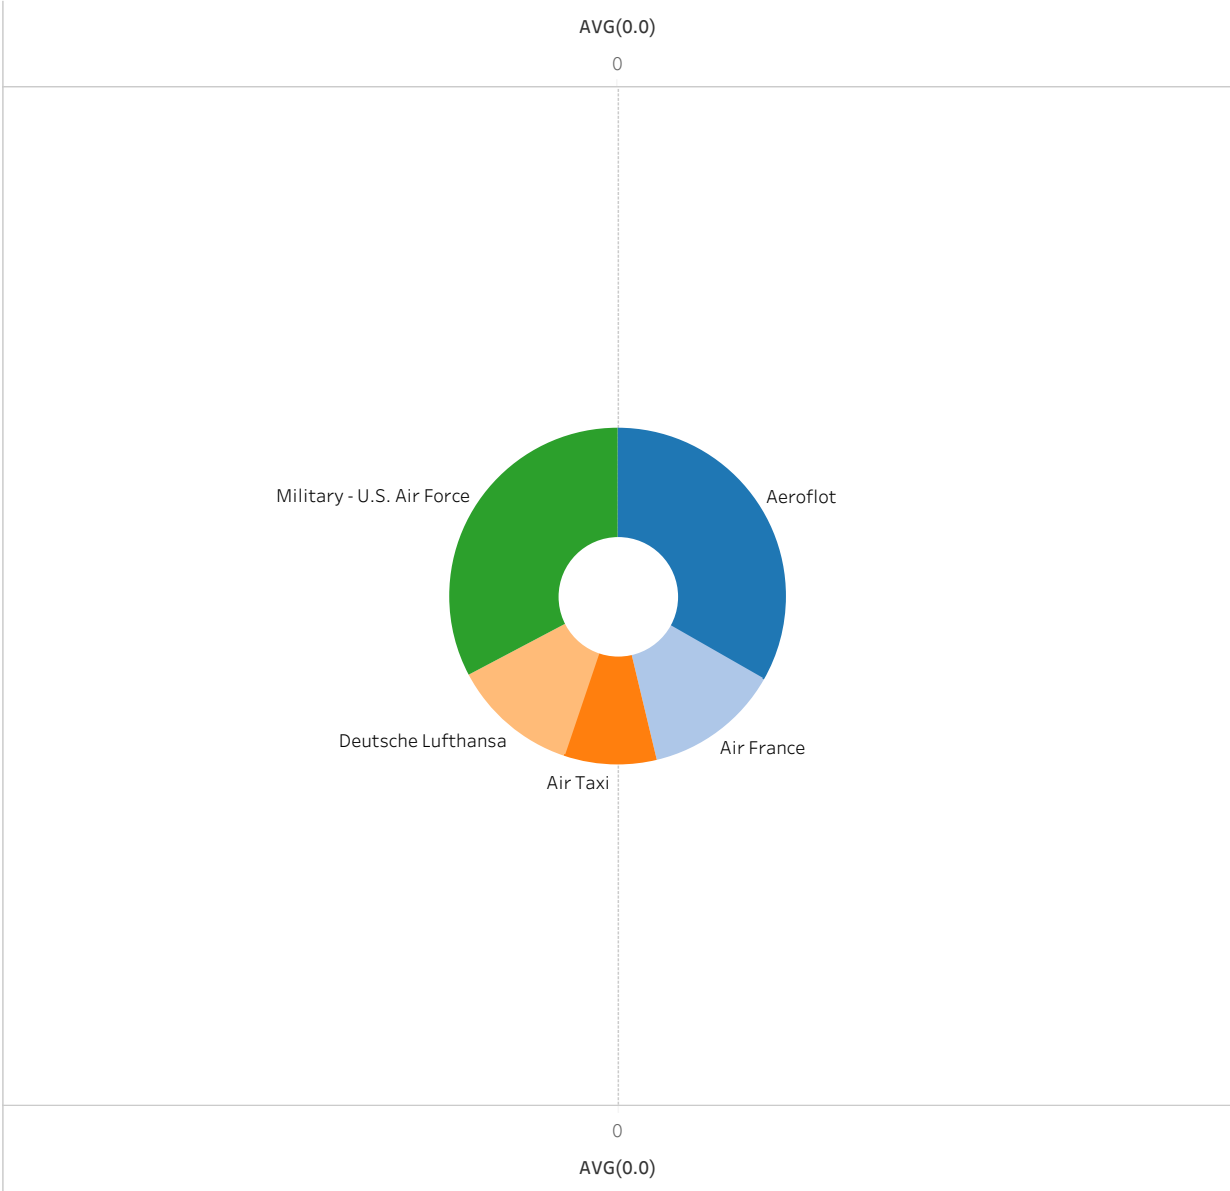 AVG(0.0)
0
Military - U.S. Air Force
Aeroflot
Deutsche Lufthansa
Air France
Air Taxi
0
AVG(0.0)